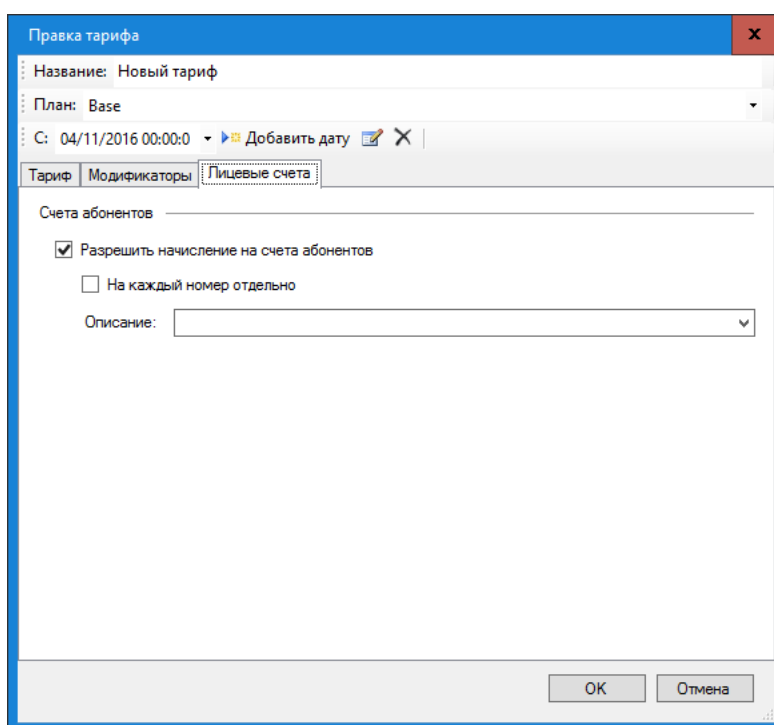 Правка тарифа
Название: Новый тариф
План: Base
С: 04/11/2016 00:00:0 Добавить дату
Тариф Модификаторы Лицевые счета
Счета абонентов
Разрешить начисление на счета абонентов
На каждый номер отдельно
Описание:
OK Отмена